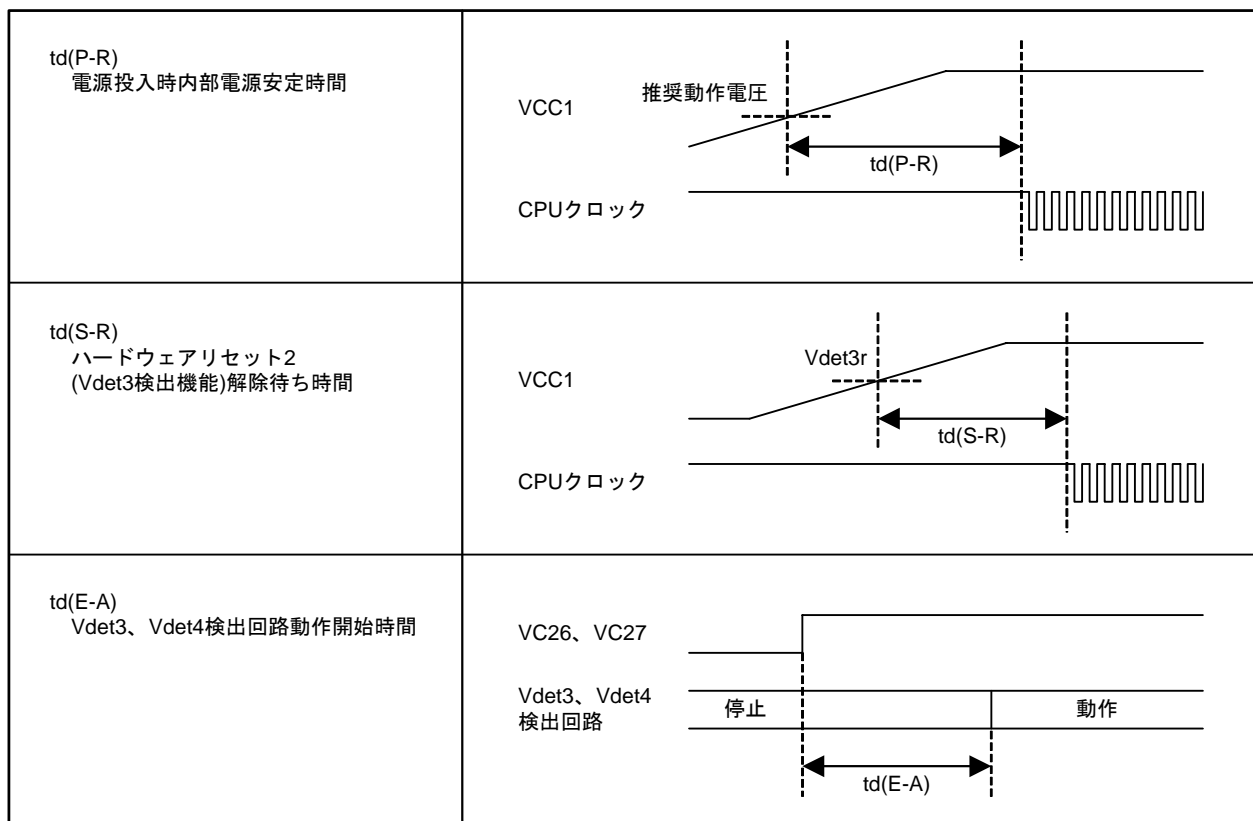 td(P-R)
電源投入時内部電源安定時間
VCC1
推奨動作電圧
td(P-R)
CPUクロック
td(S-R)
ハードウェアリセット2
(Vdet3検出機能)解除待ち時間
VCC1
Vdet3r
td(S-R)
CPUクロック
td(E-A)
Vdet3、Vdet4検出回路動作開始時間
VC26、VC27
Vdet3、Vdet4
検出回路
停止
動作
td(E-A)